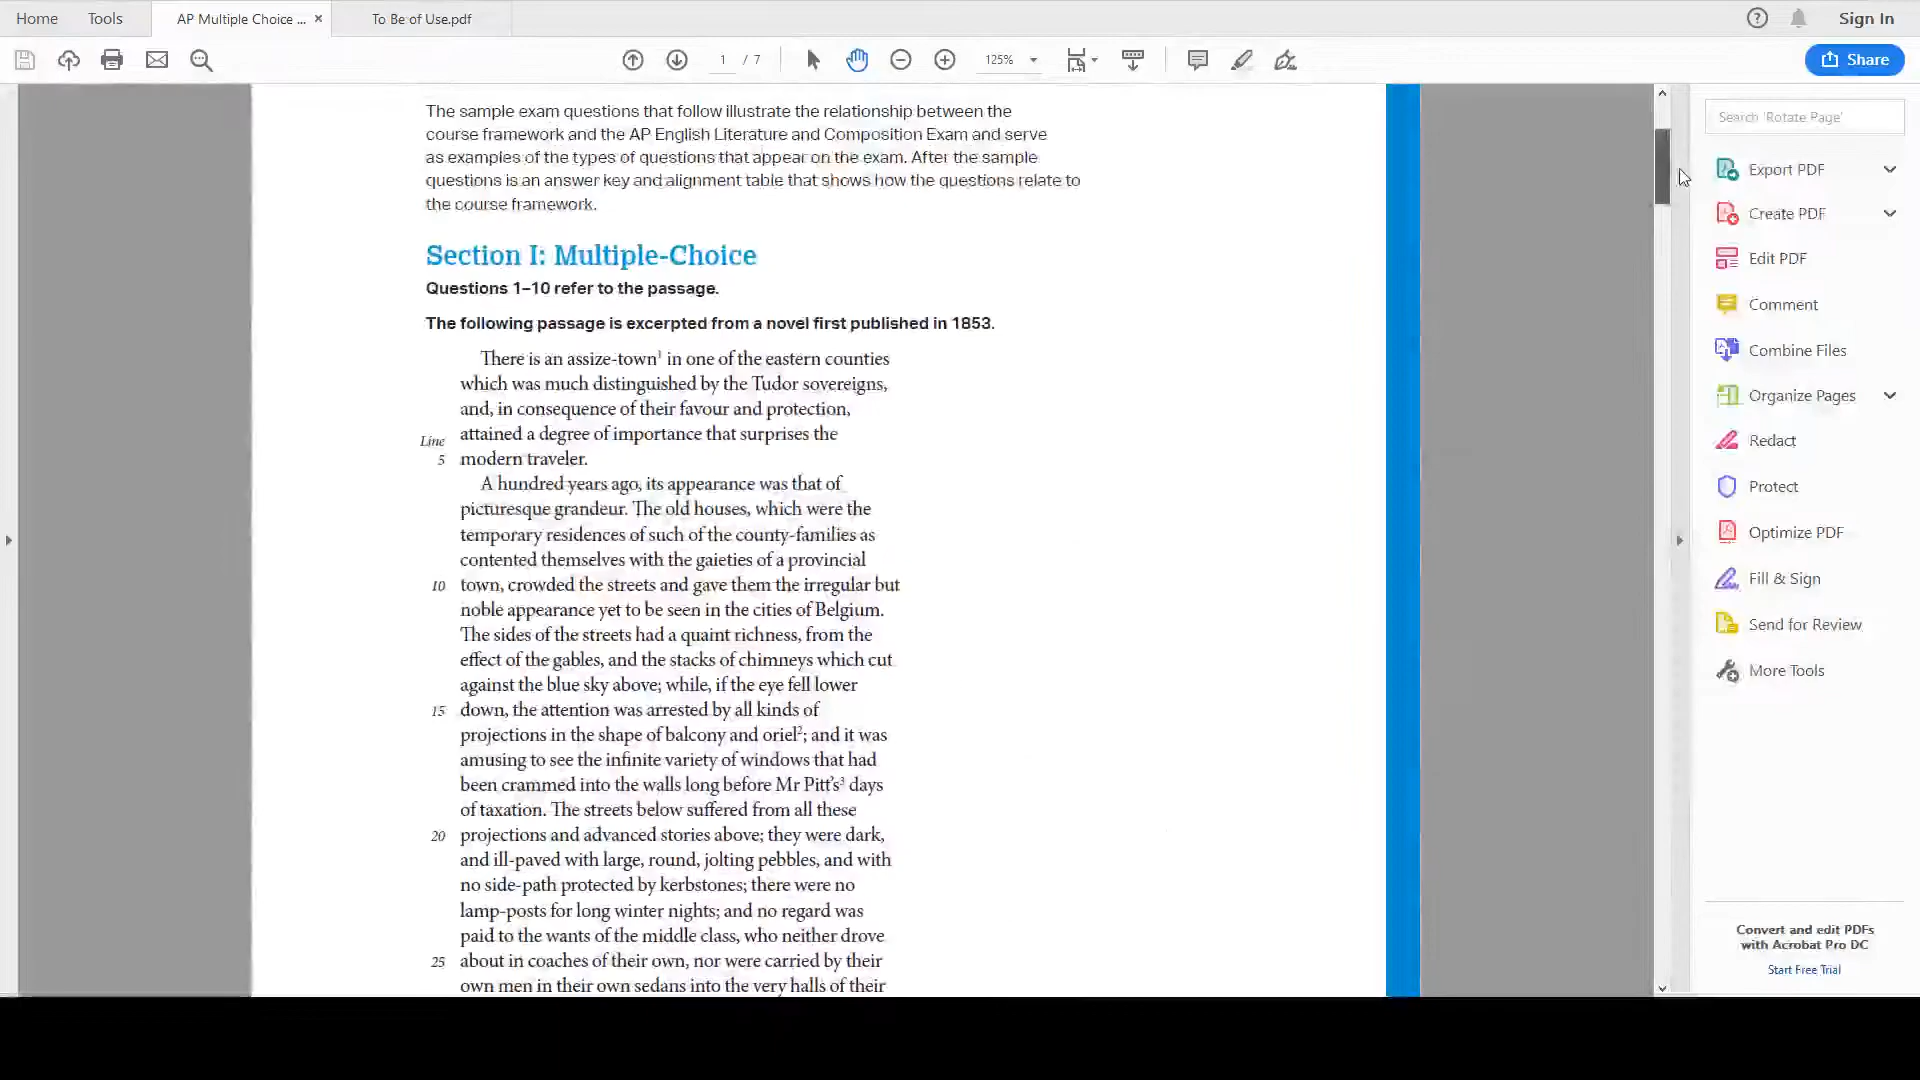 Home Tools AP Multiple Choice ... × To Be of Use.pdf Sign In
1 / 7 125% Share
The sample exam questions that follow illustrate the relationship between the
course framework and the AP English Literature and Composition Exam and serve
as examples of the types of questions that appear on the exam. After the sample
questions is an answer key and alignment table that shows how the questions relate to
the course framework.
Section I: Multiple-Choice
Questions 1–10 refer to the passage.
The following passage is excerpted from a novel first published in 1853.
There is an assize-town¹ in one of the eastern counties
which was much distinguished by the Tudor sovereigns,
and, in consequence of their favour and protection,
attained a degree of importance that surprises the
Line
5 modern traveler.
A hundred years ago, its appearance was that of
picturesque grandeur. The old houses, which were the
temporary residences of such of the county-families as
contented themselves with the gaieties of a provincial
10 town, crowded the streets and gave them the irregular but
noble appearance yet to be seen in the cities of Belgium.
The sides of the streets had a quaint richness, from the
effect of the gables, and the stacks of chimneys which cut
against the blue sky above; while, if the eye fell lower
15 down, the attention was arrested by all kinds of
projections in the shape of balcony and oriel²; and it was
amusing to see the infinite variety of windows that had
been crammed into the walls long before Mr Pitt's³ days
of taxation. The streets below suffered from all these
20 projections and advanced stories above; they were dark,
and ill-paved with large, round, jolting pebbles, and with
no side-path protected by kerbstones; there were no
lamp-posts for long winter nights; and no regard was
paid to the wants of the middle class, who neither drove
25 about in coaches of their own, nor were carried by their
own men in their own sedans into the very halls of their
Search 'Rotate Page'
Export PDF
Create PDF
Edit PDF
Comment
Combine Files
Organize Pages
Redact
Protect
Optimize PDF
Fill & Sign
Send for Review
More Tools
Convert and edit PDFs
with Acrobat Pro DC
Start Free Trial